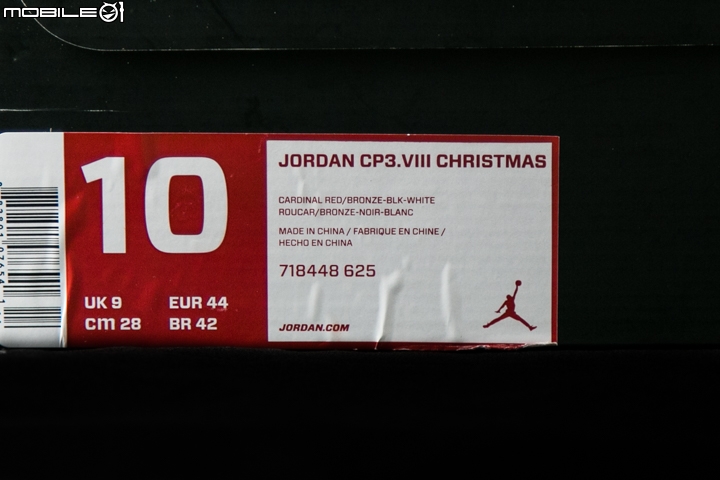 MOBILE01
10
UK 9 EUR 44
cm 28 BR 42
JORDAN CP3.VIII CHRISTMAS
CARDINAL RED/BRONZE-BLK-WHITE
ROUCAR/BRONZE-NOIR-BLANC
MADE IN CHINA / FABRIQUE EN CHINE /
HECHO EN CHINA
718448 625
JORDAN.COM